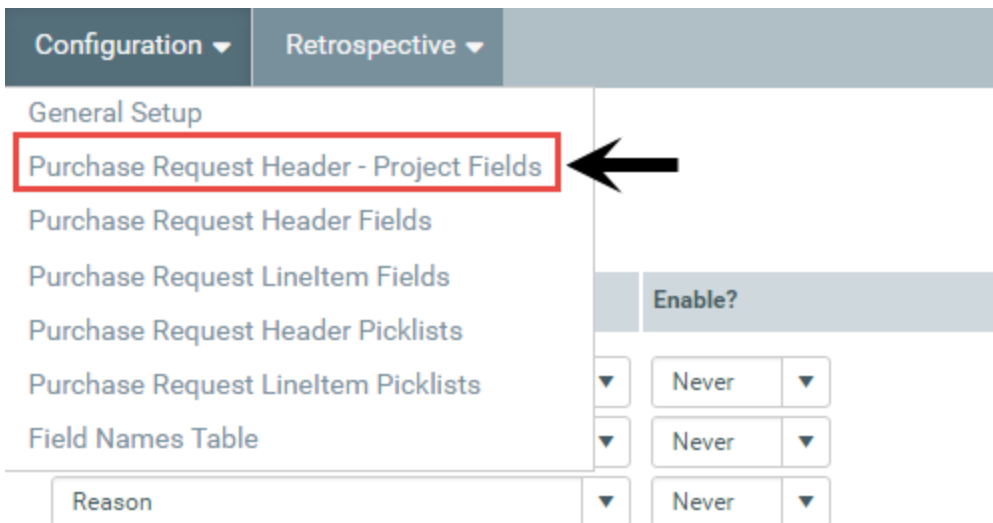 Configuration
Retrospective
General Setup
Purchase Request Header - Project Fields
Purchase Request Header Fields
Purchase Request LineItem Fields
Enable?
Purchase Request Header Picklists
Purchase Request LineItem Picklists
Never
Field Names Table
Never
Reason
Never